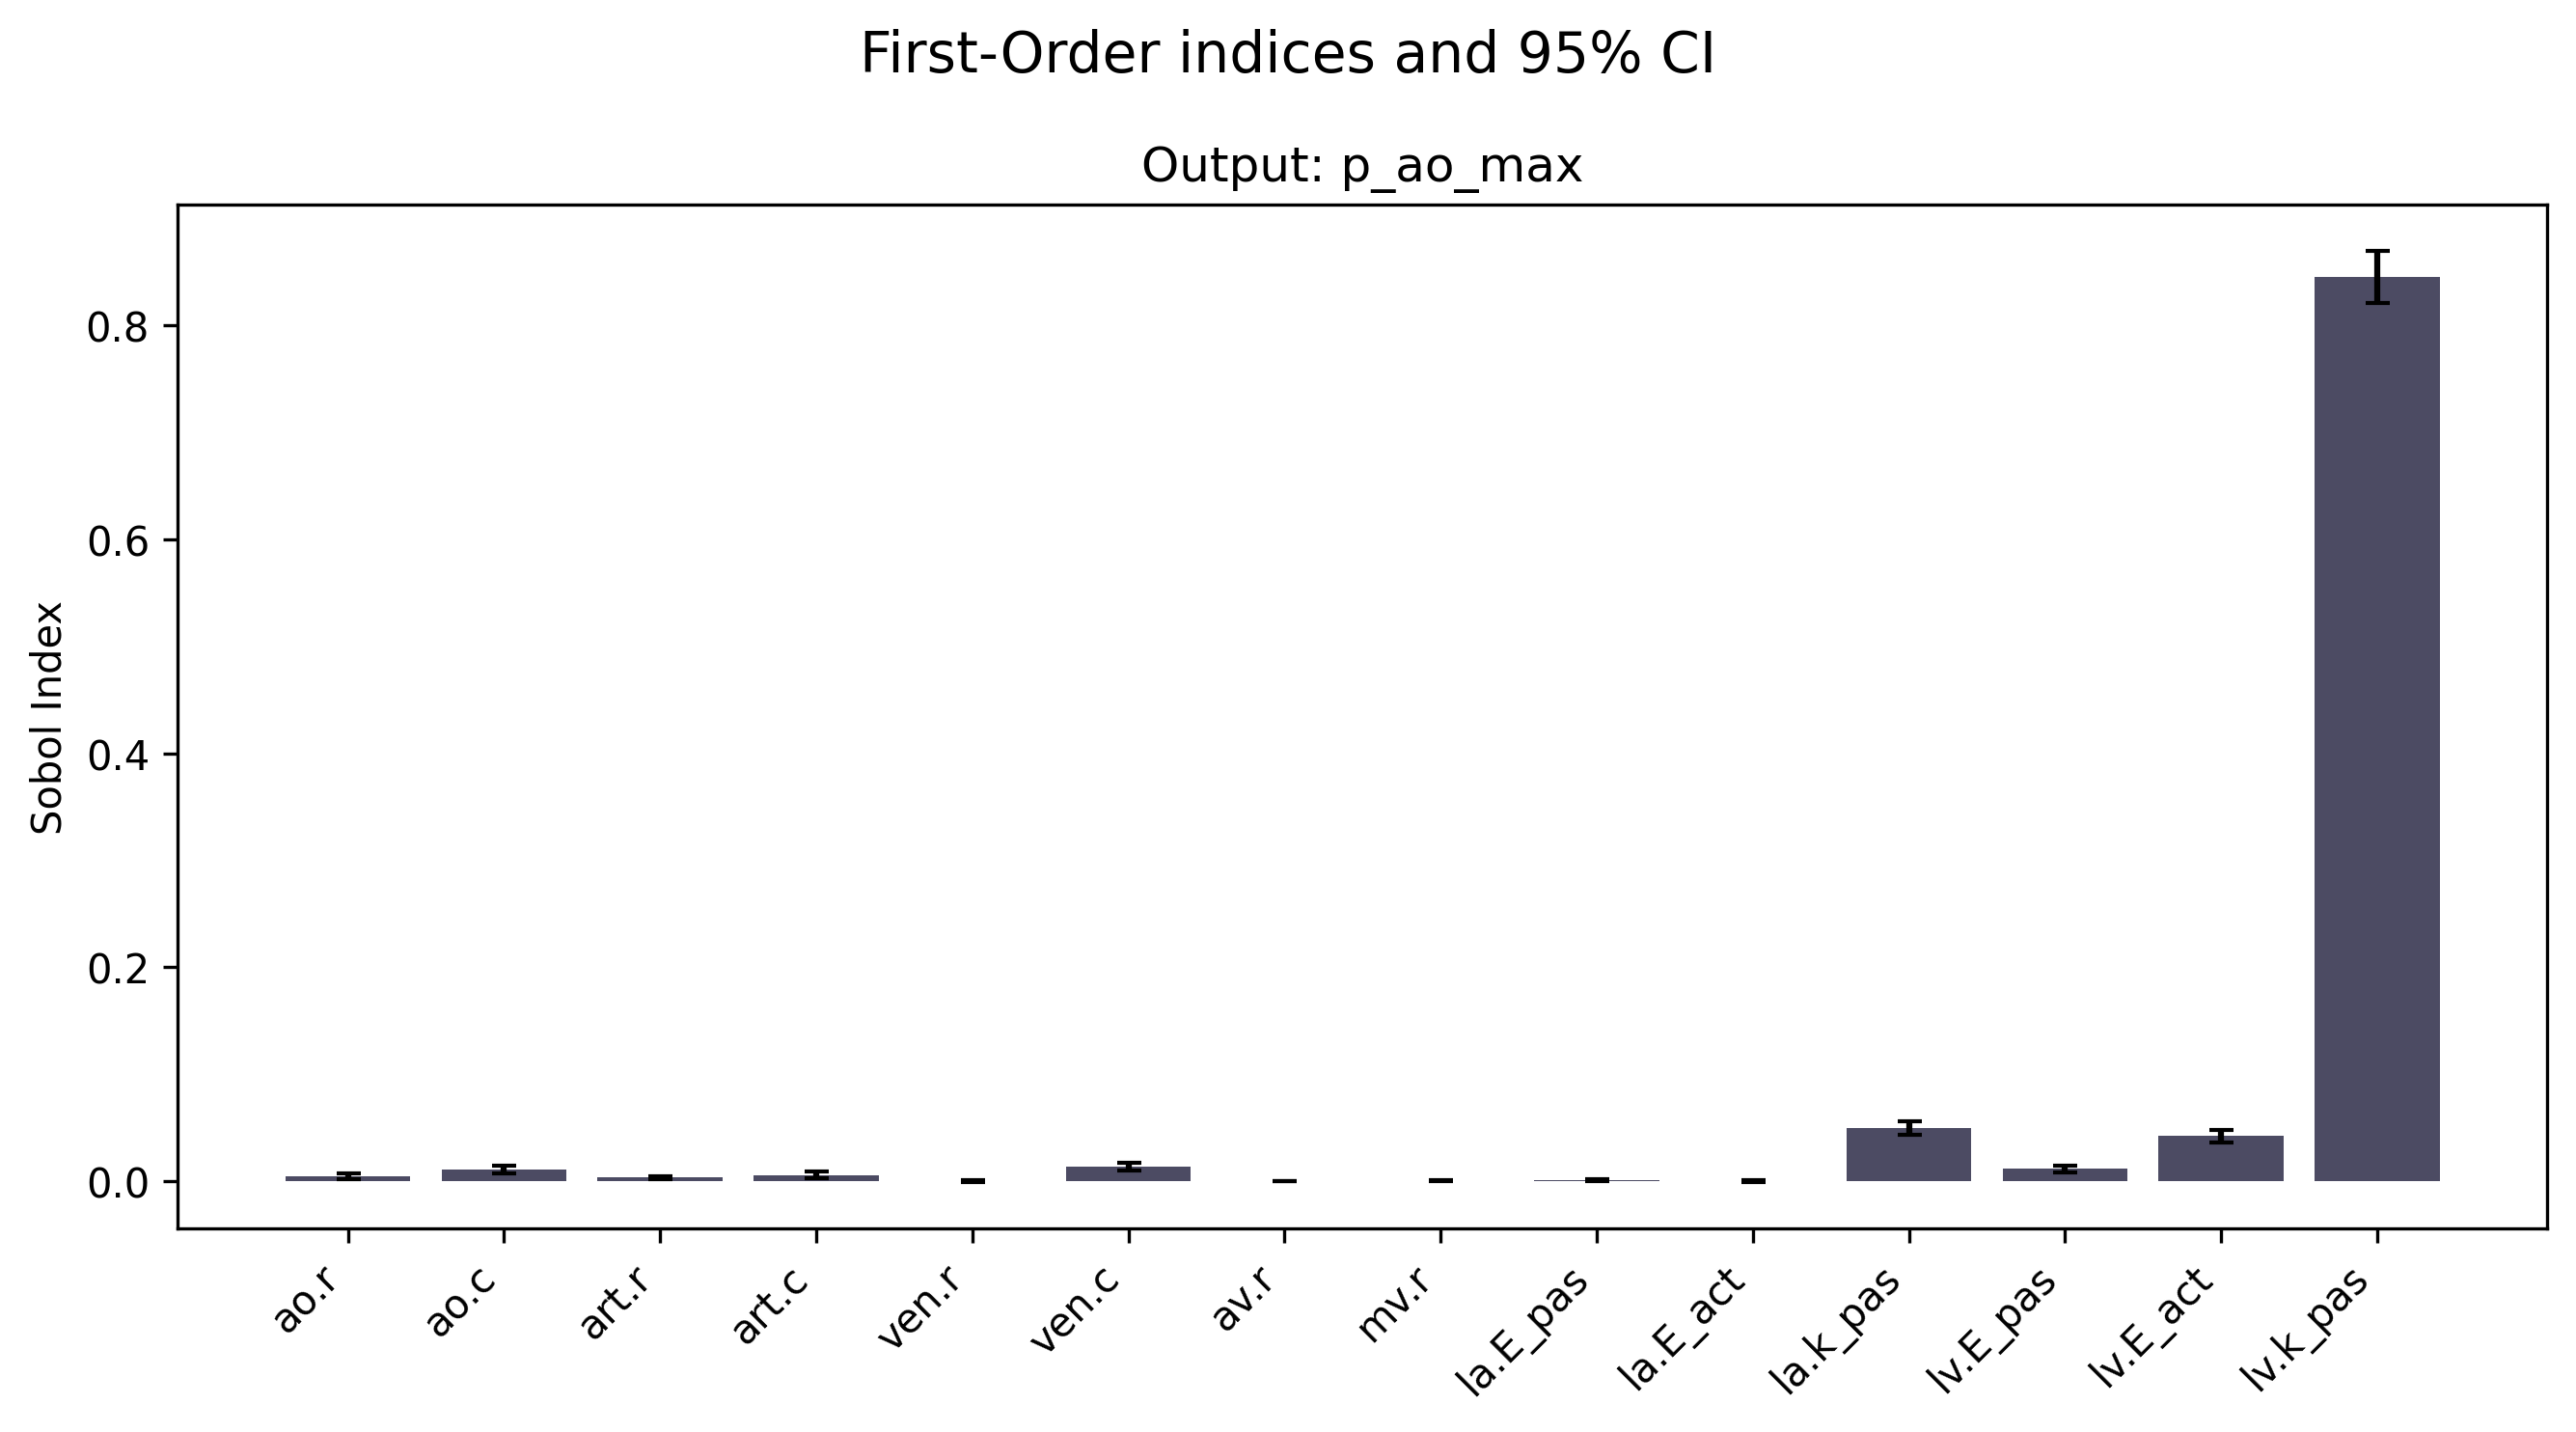 First-Order indices and 95% CI
Output: p_ao_max
Sobol Index
0.8
0.6
0.4
0.2
0.0
ao.r
ao.c
art.r
art.c
ven.r
ven.c
av.r
mv.r
la.E_pas
la.E_act
la.k_pas
lv.E_pas
lv.E_act
lv.k_pas